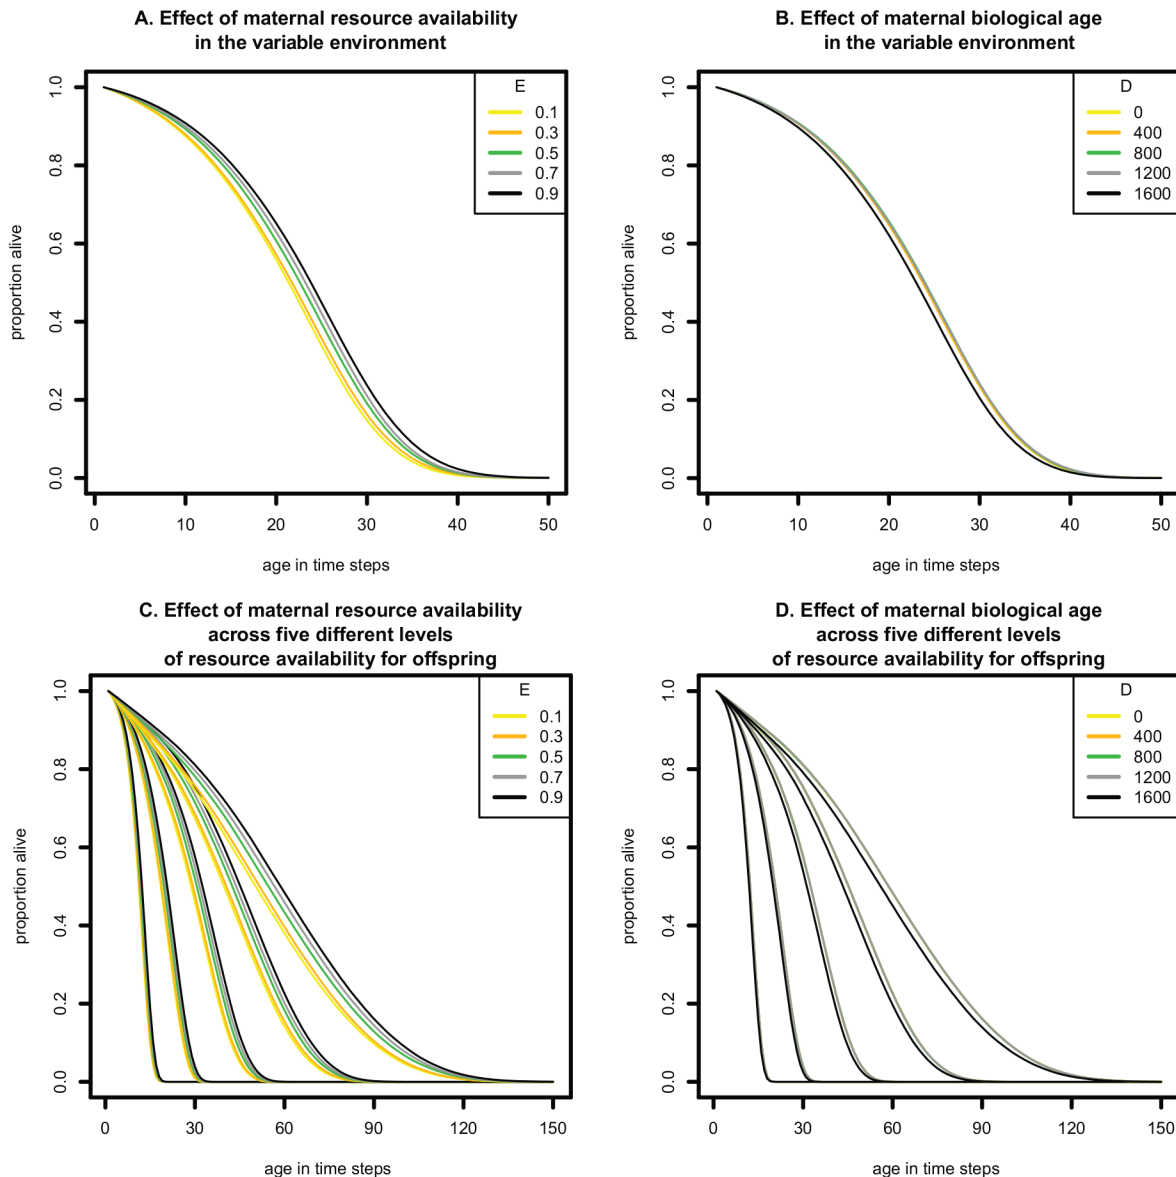 A. Effect of maternal resource availability
in the variable environment
E
0.1
0.3
0.5
0.7
0.9
1.0
0.8
0.6
0.4
0.2
0.0
proportion alive
0 10 20 30 40 50
age in time steps
B. Effect of maternal biological age
in the variable environment
D
0
400
800
1200
1600
1.0
0.8
0.6
0.4
0.2
0.0
proportion alive
0 10 20 30 40 50
age in time steps
C. Effect of maternal resource availability
across five different levels
of resource availability for offspring
E
0.1
0.3
0.5
0.7
0.9
1.0
0.8
0.6
0.4
0.2
0.0
proportion alive
0 30 60 90 120 150
age in time steps
D. Effect of maternal biological age
across five different levels
of resource availability for offspring
D
0
400
800
1200
1600
1.0
0.8
0.6
0.4
0.2
0.0
proportion alive
0 30 60 90 120 150
age in time steps